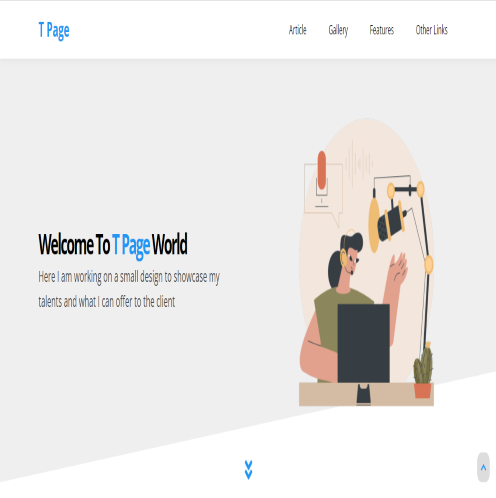 T Page
Article Gallery Features Other Links
Welcome To T Page World
Here I am working on a small design to showcase my
talents and what I can offer to the client